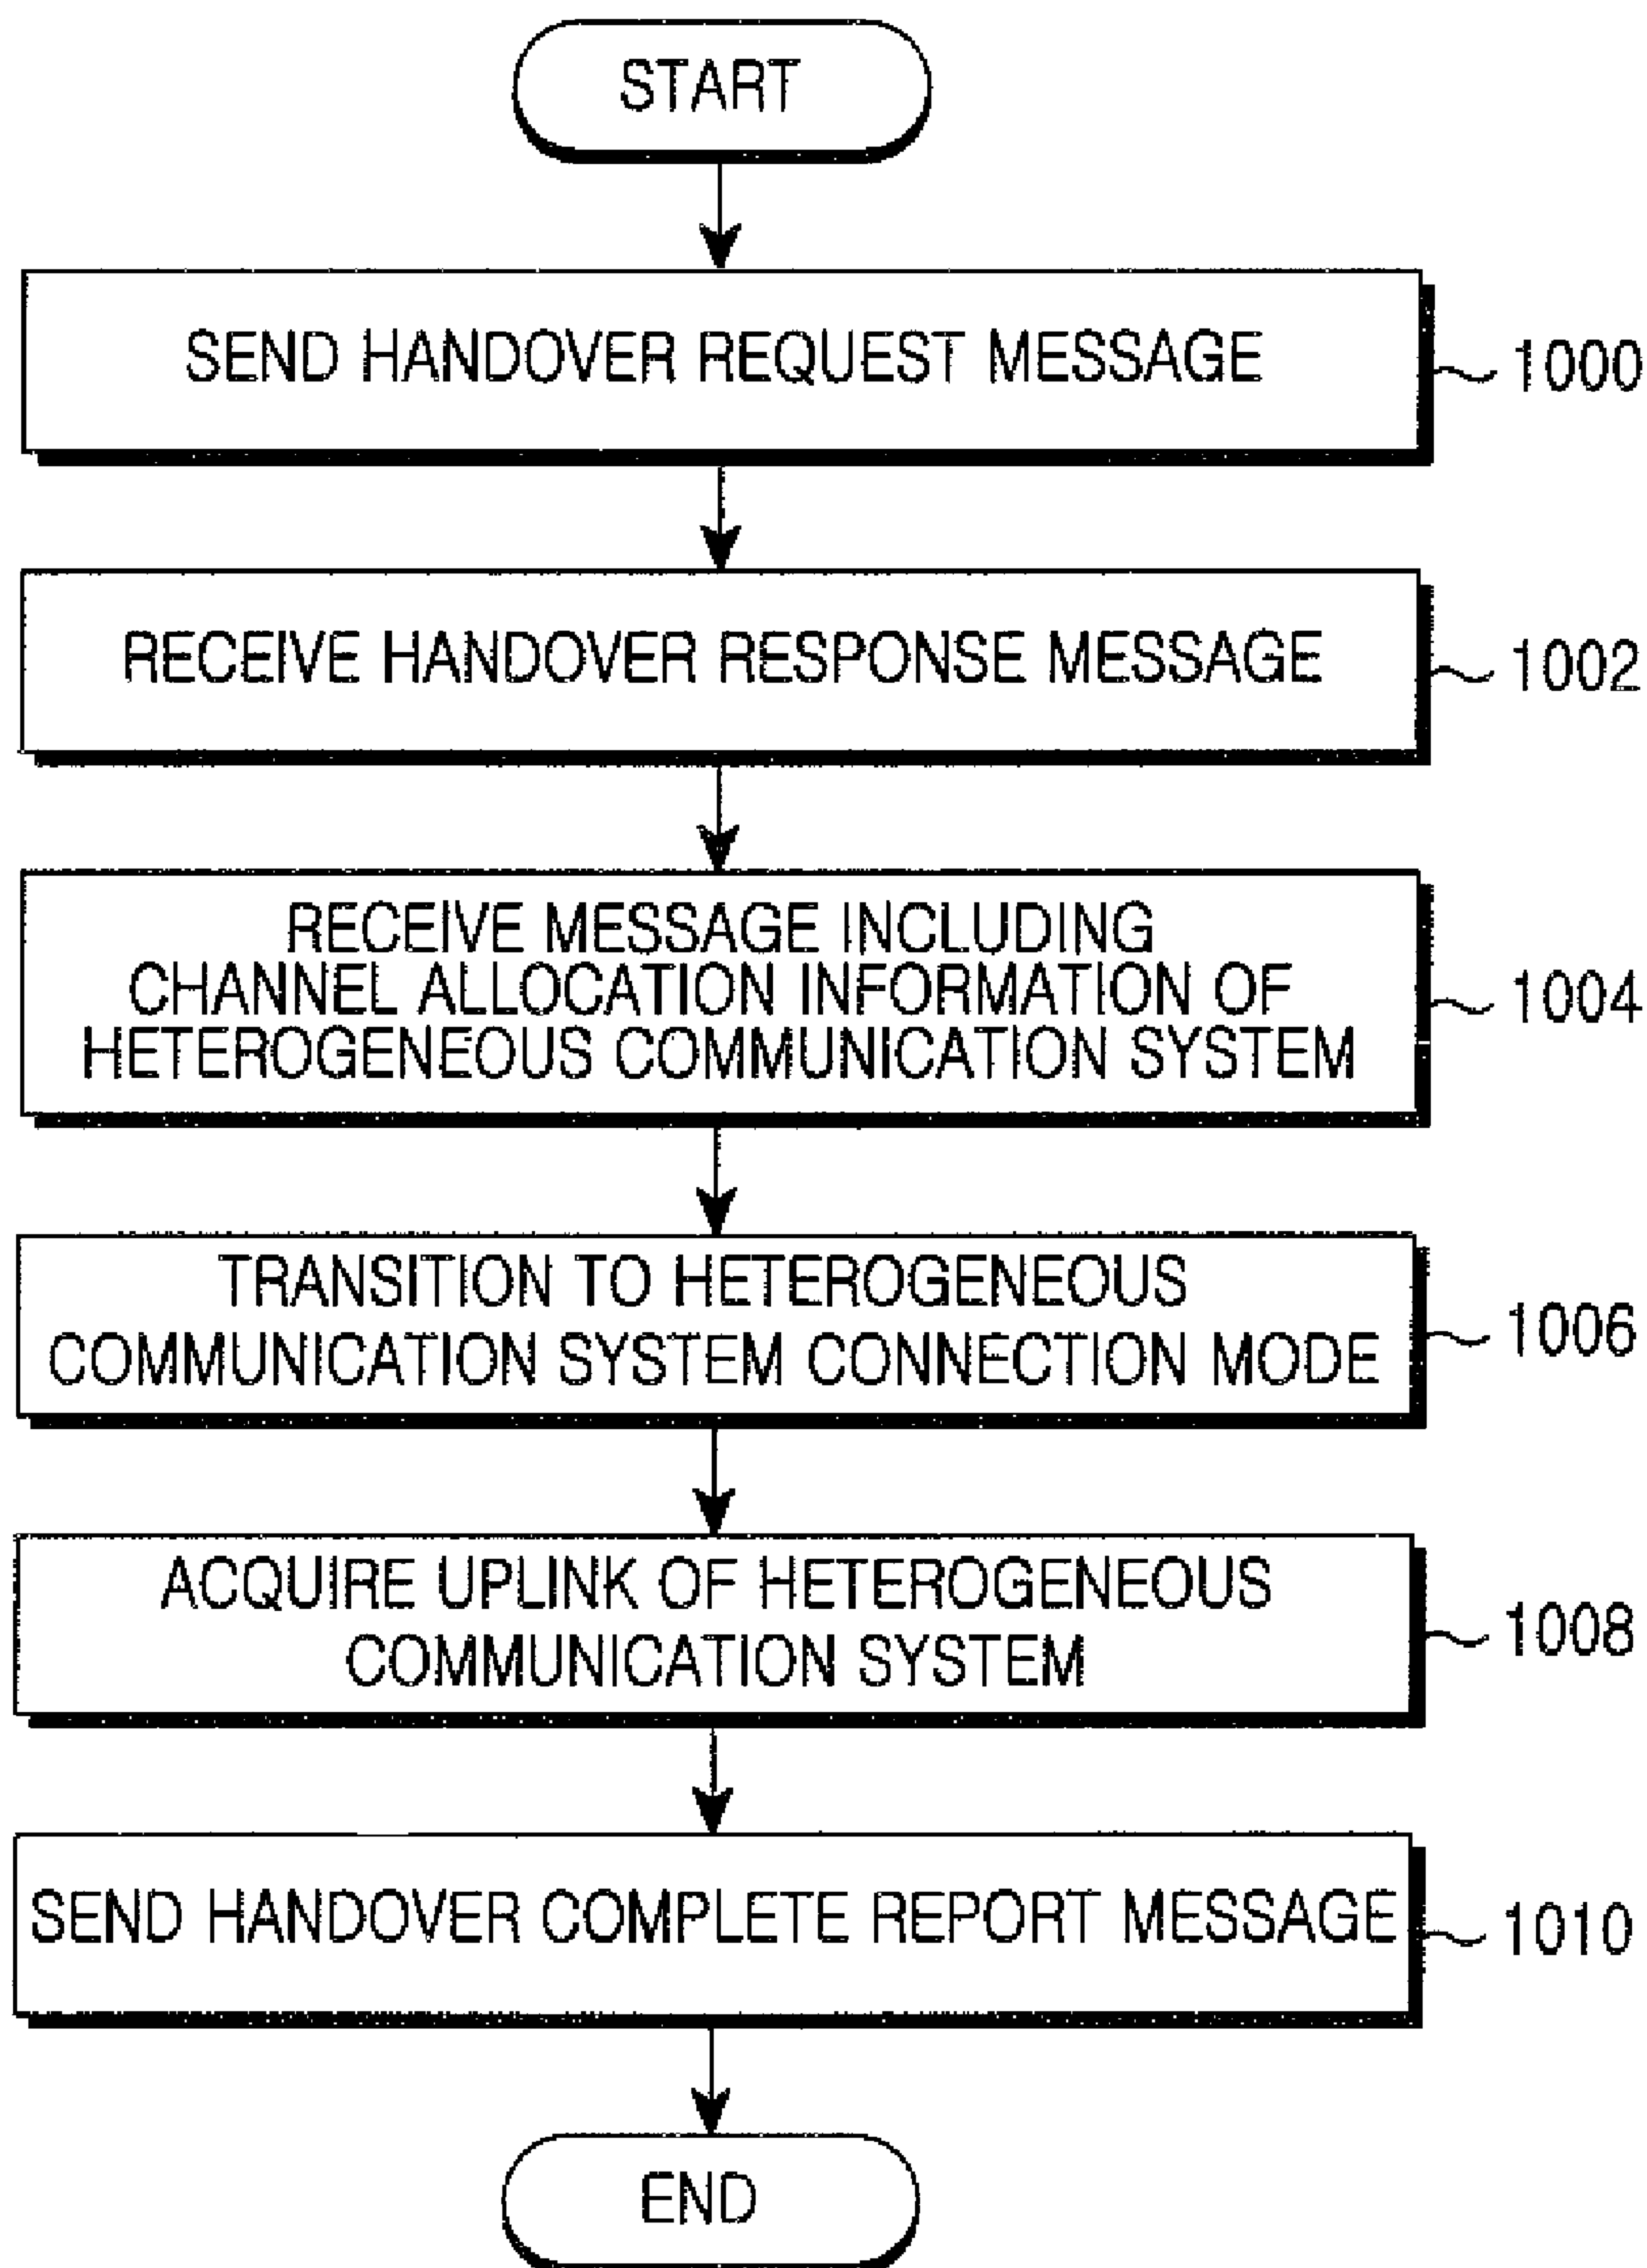 START
SEND HANDOVER REQUEST MESSAGE
1000
RECEIVE HANDOVER RESPONSE MESSAGE
1002
RECEIVE MESSAGE INCLUDING
CHANNEL ALLOCATION INFORMATION OF
HETEROGENEOUS COMMUNICATION SYSTEM
1004
TRANSITION TO HETEROGENEOUS
COMMUNICATION SYSTEM CONNECTION MODE
1006
ACQUIRE UPLINK OF HETEROGENEOUS
COMMUNICATION SYSTEM
1008
SEND HANDOVER COMPLETE REPORT MESSAGE
1010
END